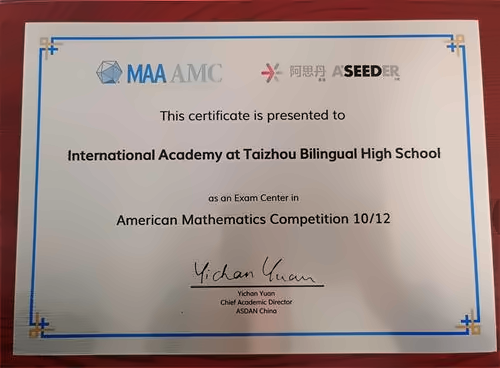 MAA AMC
阿思丹 A*SEEDER
This certificate is presented to
International Academy at Taizhou Bilingual High School
as an Exam Center in
American Mathematics Competition 10/12
Yichan Yuan
Yichan Yuan
Chief Academic Director
ASDAN China